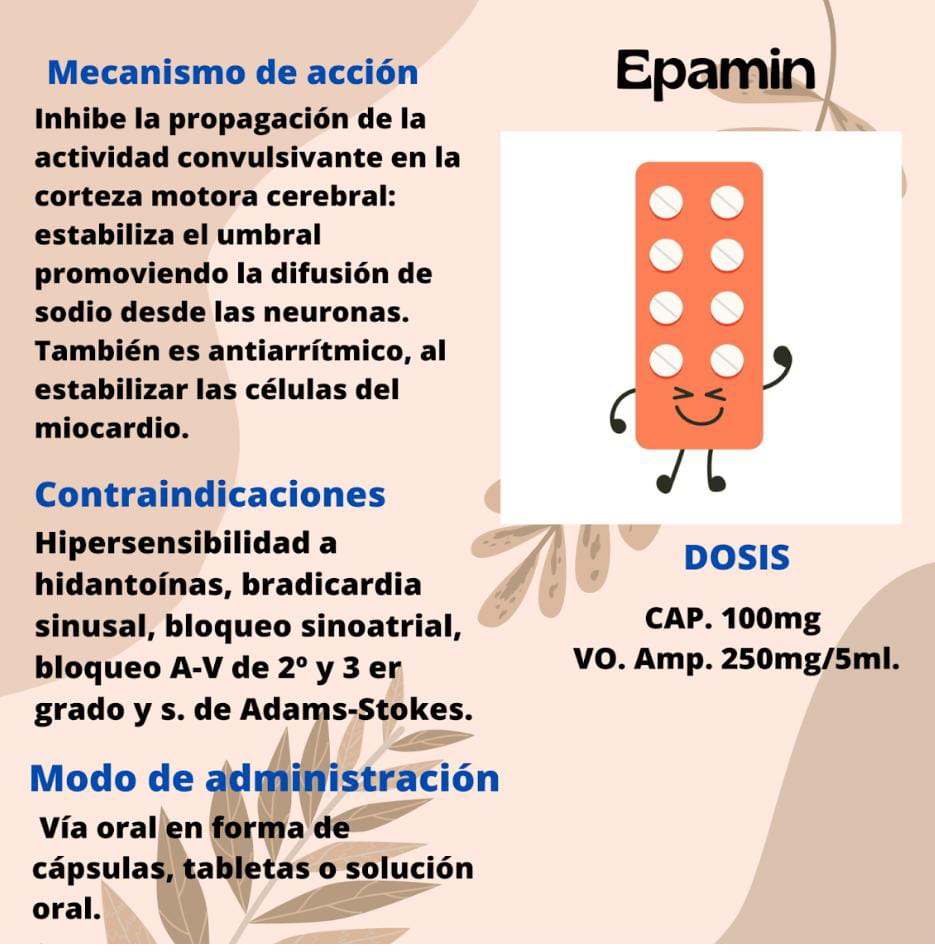 Mecanismo de acción
Inhibe la propagación de la
actividad convulsivante en la
corteza motora cerebral:
estabiliza el umbral
promoviendo la difusión de
sodio desde las neuronas.
También es antiarrítmico, al
estabilizar las células del
miocardio.
Contraindicaciones
Hipersensibilidad a
hidantoínas, bradicardia
sinusal, bloqueo sinoatrial,
bloqueo A-V de 2º y 3 er
grado y s. de Adams-Stokes.
Modo de administración
Vía oral en forma de
cápsulas, tabletas o solución
oral.
Epamin
DOSIS
CAP. 100mg
VO. Amp. 250mg/5ml.